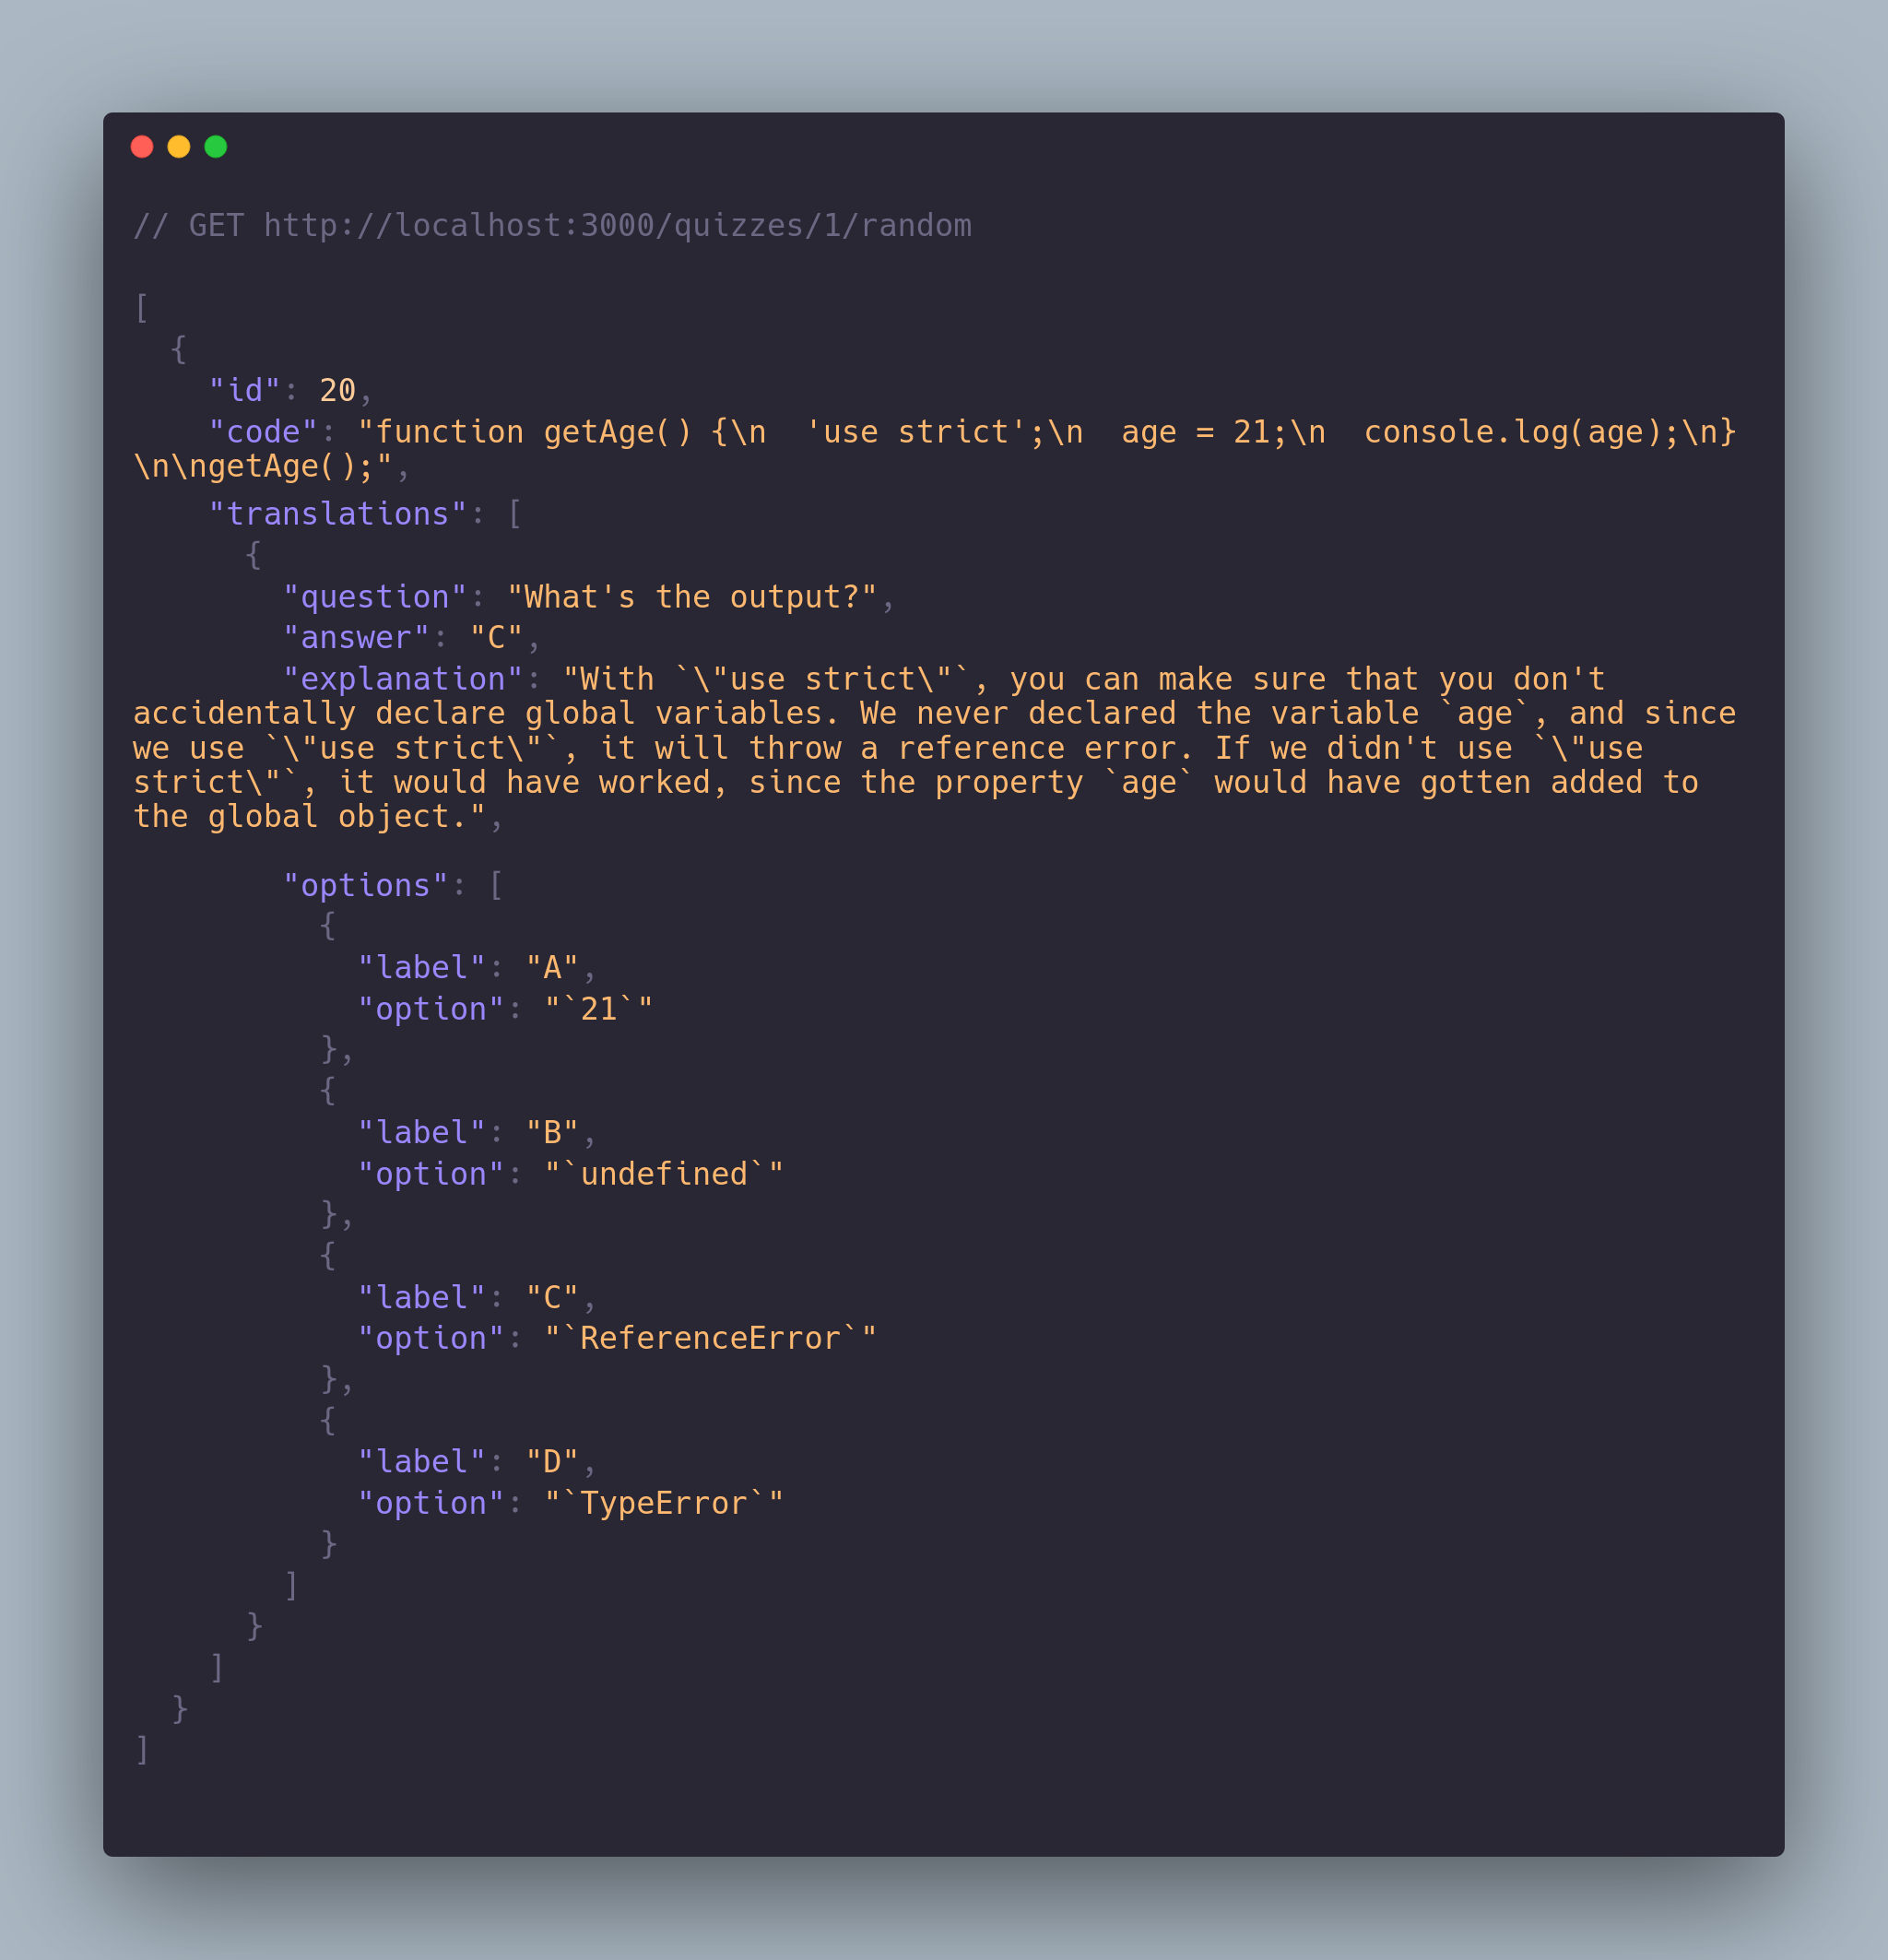 // GET http://localhost:3000/quizzes/1/random

[
  {
    "id": 20,
    "code": "function getAge() {\n  'use strict';\n  age = 21;\n  console.log(age);\n}
\n\ngetAge();",
    "translations": [
      {
        "question": "What's the output?",
        "answer": "C",
        "explanation": "With `\"use strict\"`, you can make sure that you don't
accidentally declare global variables. We never declared the variable `age`, and since
we use `\"use strict\"`, it will throw a reference error. If we didn't use `\"use
strict\"`, it would have worked, since the property `age` would have gotten added to
the global object.",

        "options": [
          {
            "label": "A",
            "option": "`21`"
          },
          {
            "label": "B",
            "option": "`undefined`"
          },
          {
            "label": "C",
            "option": "`ReferenceError`"
          },
          {
            "label": "D",
            "option": "`TypeError`"
          }
        ]
      }
    ]
  }
]